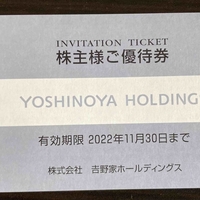 INVITATION TICKET
株主様ご優待券
YOSHINOYA HOLDING
有効期限 2022年11月30日まで
株式会社 吉野家ホールディングス